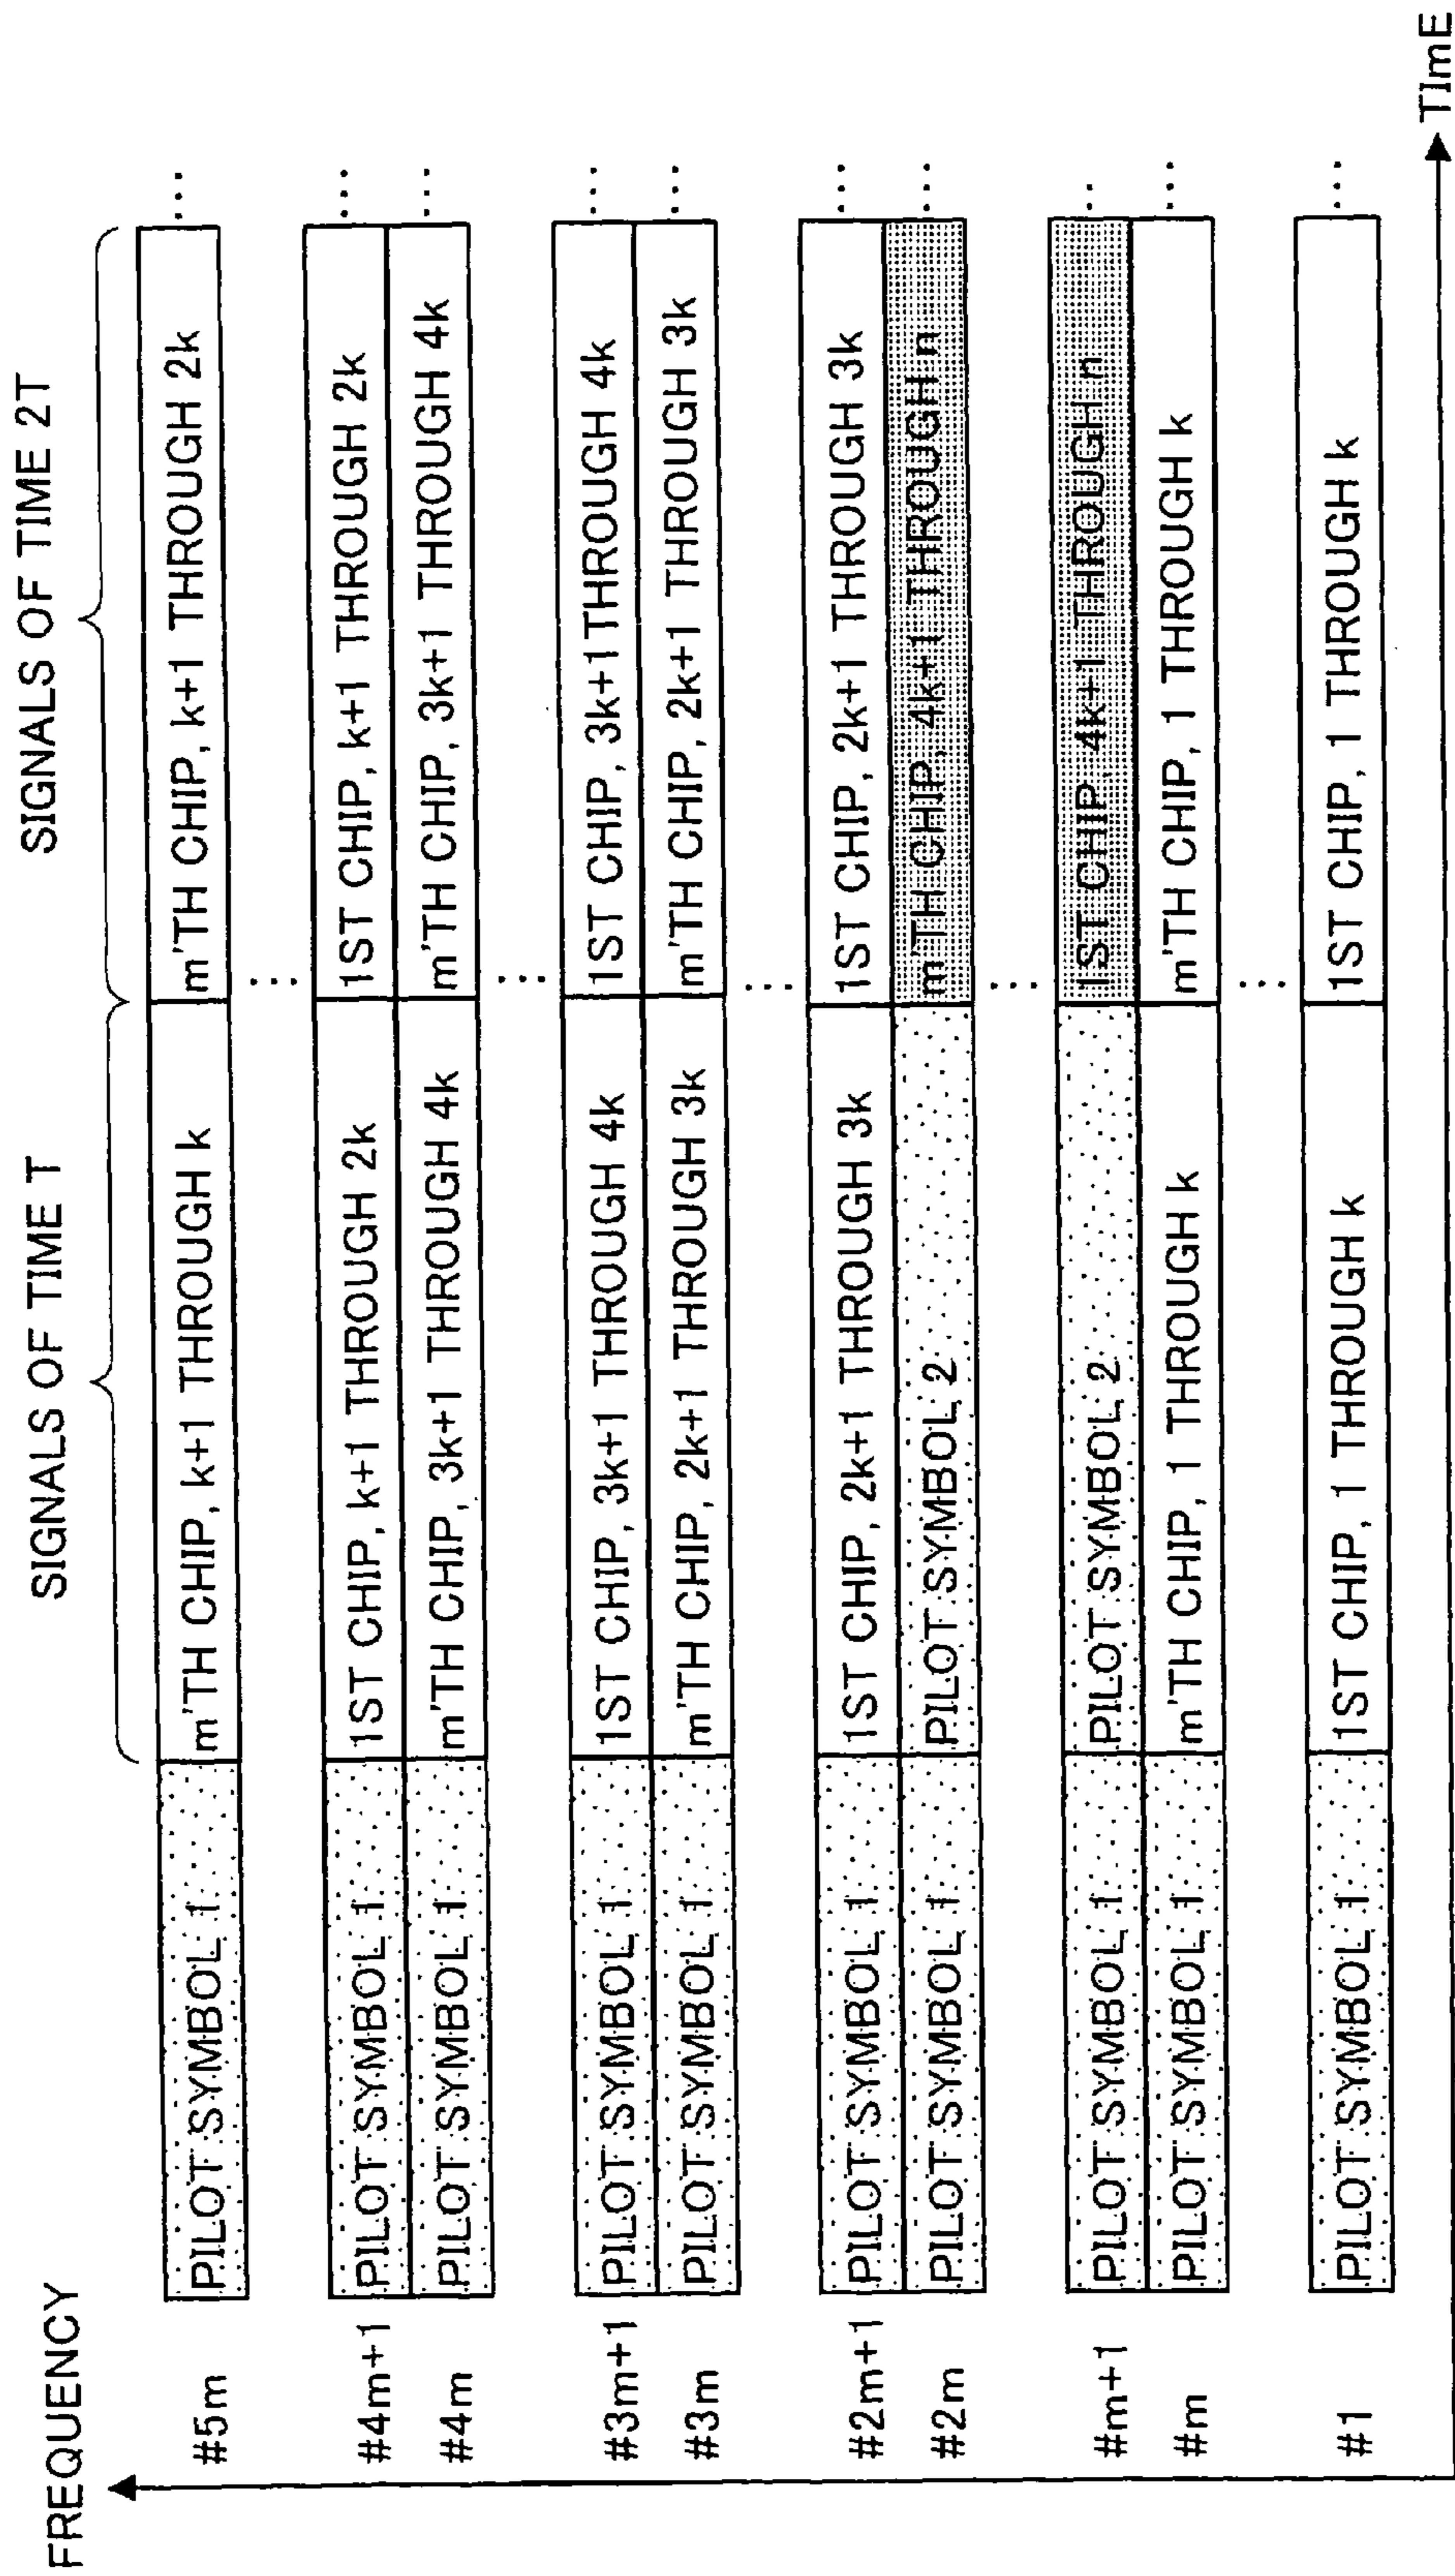 FREQUENCY
SIGNALS OF TIME T
SIGNALS OF TIME 2T
#5m
PILOT SYMBOL 1
m'TH CHIP, k+1 THROUGH k
m'TH CHIP, k+1 THROUGH 2k
...
...
...
#4m+1
PILOT SYMBOL 1
1ST CHIP, k+1 THROUGH 2k
1ST CHIP, k+1 THROUGH 2k
...
#4m
PILOT SYMBOL 1
m'TH CHIP, 3k+1 THROUGH 4k
m'TH CHIP, 3k+1 THROUGH 4k
...
...
#3m+1
PILOT SYMBOL 1
1ST CHIP, 3k+1 THROUGH 4k
1ST CHIP, 3k+1 THROUGH 4k
...
#3m
PILOT SYMBOL 1
m'TH CHIP, 2k+1 THROUGH 3k
m'TH CHIP, 2k+1 THROUGH 3k
...
...
#2m+1
PILOT SYMBOL 1
1ST CHIP, 2k+1 THROUGH 3k
1ST CHIP, 2k+1 THROUGH 3k
...
#2m
PILOT SYMBOL 1
PILOT SYMBOL 2
m'TH CHIP, 4k+1 THROUGH n
...
...
#m+1
PILOT SYMBOL 1
PILOT SYMBOL 2
1ST CHIP, 4k+1 THROUGH n
#m
PILOT SYMBOL 1
m'TH CHIP, 1 THROUGH k
m'TH CHIP, 1 THROUGH k
...
...
#1
PILOT SYMBOL 1
1ST CHIP, 1 THROUGH k
1ST CHIP, 1 THROUGH k
...
TImE